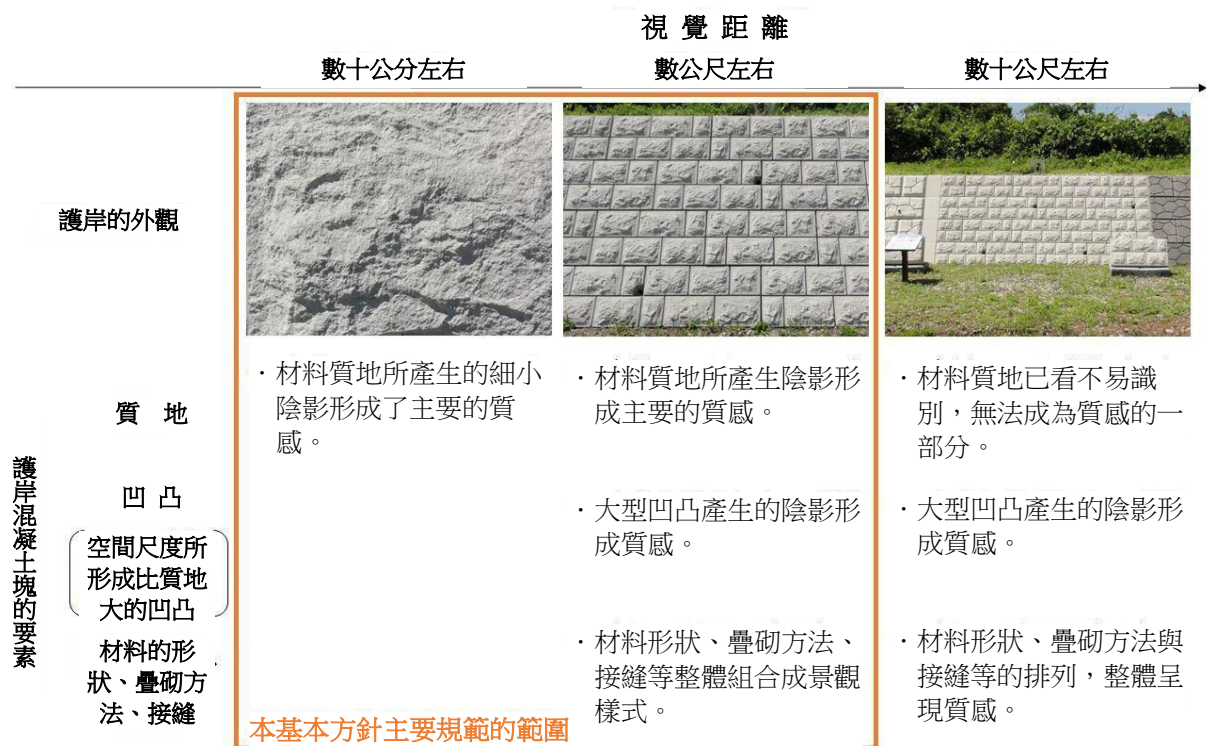 視覺距離
數十公分左右
數公尺左右
數十公尺左右
護岸的外觀
護岸混凝土塊的要素
質地
·材料質地所產生的細小
陰影形成了主要的質
感。
·材料質地所產生陰影形
成主要的質感。
·材料質地已看不易識
別，無法成為質感的一
部分。
凹凸
空間尺度所
形成比質地
大的凹凸
·大型凹凸產生的陰影形
成質感。
·大型凹凸產生的陰影形
成質感。
材料的形
狀、疊砌方
法、接縫
·材料形狀、疊砌方法、
接縫等整體組合成景觀
樣式。
·材料形狀、疊砌方法與
接縫等的排列，整體呈
現質感。
本基本方針主要規範的範圍